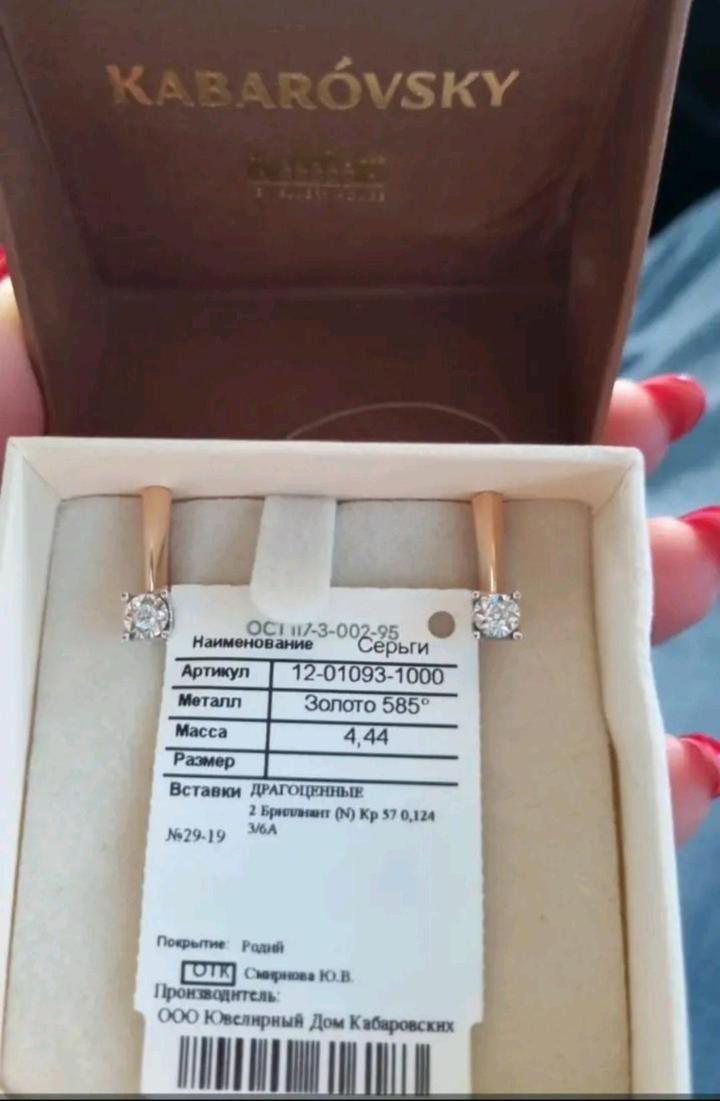 KABARÓVSKY
ОСТ 117-3-002-95
Наименование Серьги
Артикул 12-01093-1000
Металл Золото 585°
Масса 4,44
Размер
Вставки ДРАГОЦЕННЫЕ
2 Бриллиант (N) Кр 57 0,124
3/6А
№29-19
Покрытие: Родий
ОТК Смирнова Ю.В.
Производитель:
ООО Ювелирный Дом Кабаровских